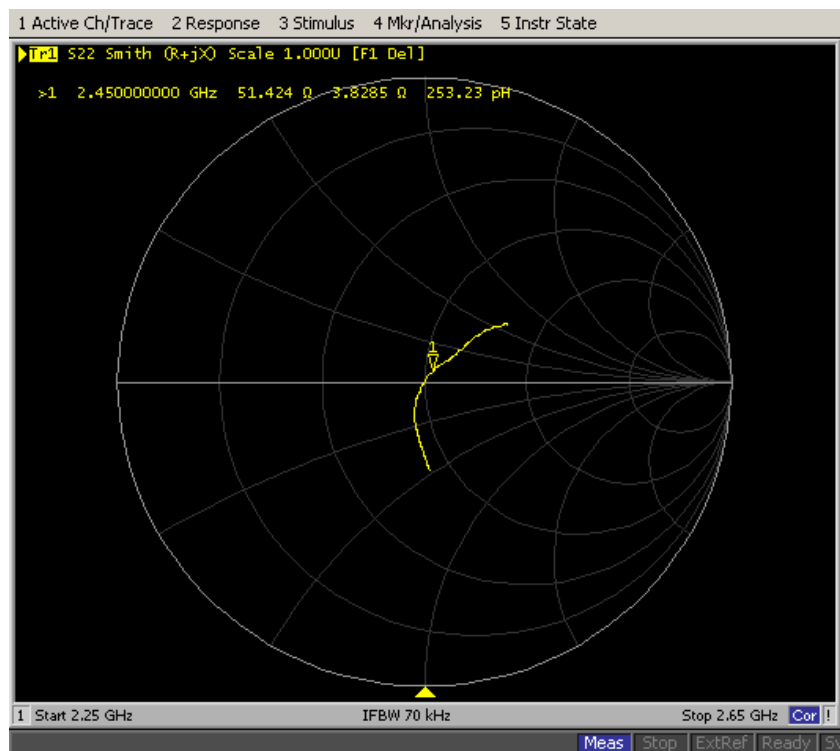 1 Active Ch/Trace 2 Response 3 Stimulus 4 Mkr/Analysis 5 Instr State
Tr1 S22 Smith (R+jX) Scale 1.000U [F1 Del]
>1 2.450000000 GHz 51.424 Ω 3.8285 Ω 253.23 pH
1
1 Start 2.25 GHz IFBW 70 kHz Stop 2.65 GHz Cor !
Meas Stop ExtRef Ready